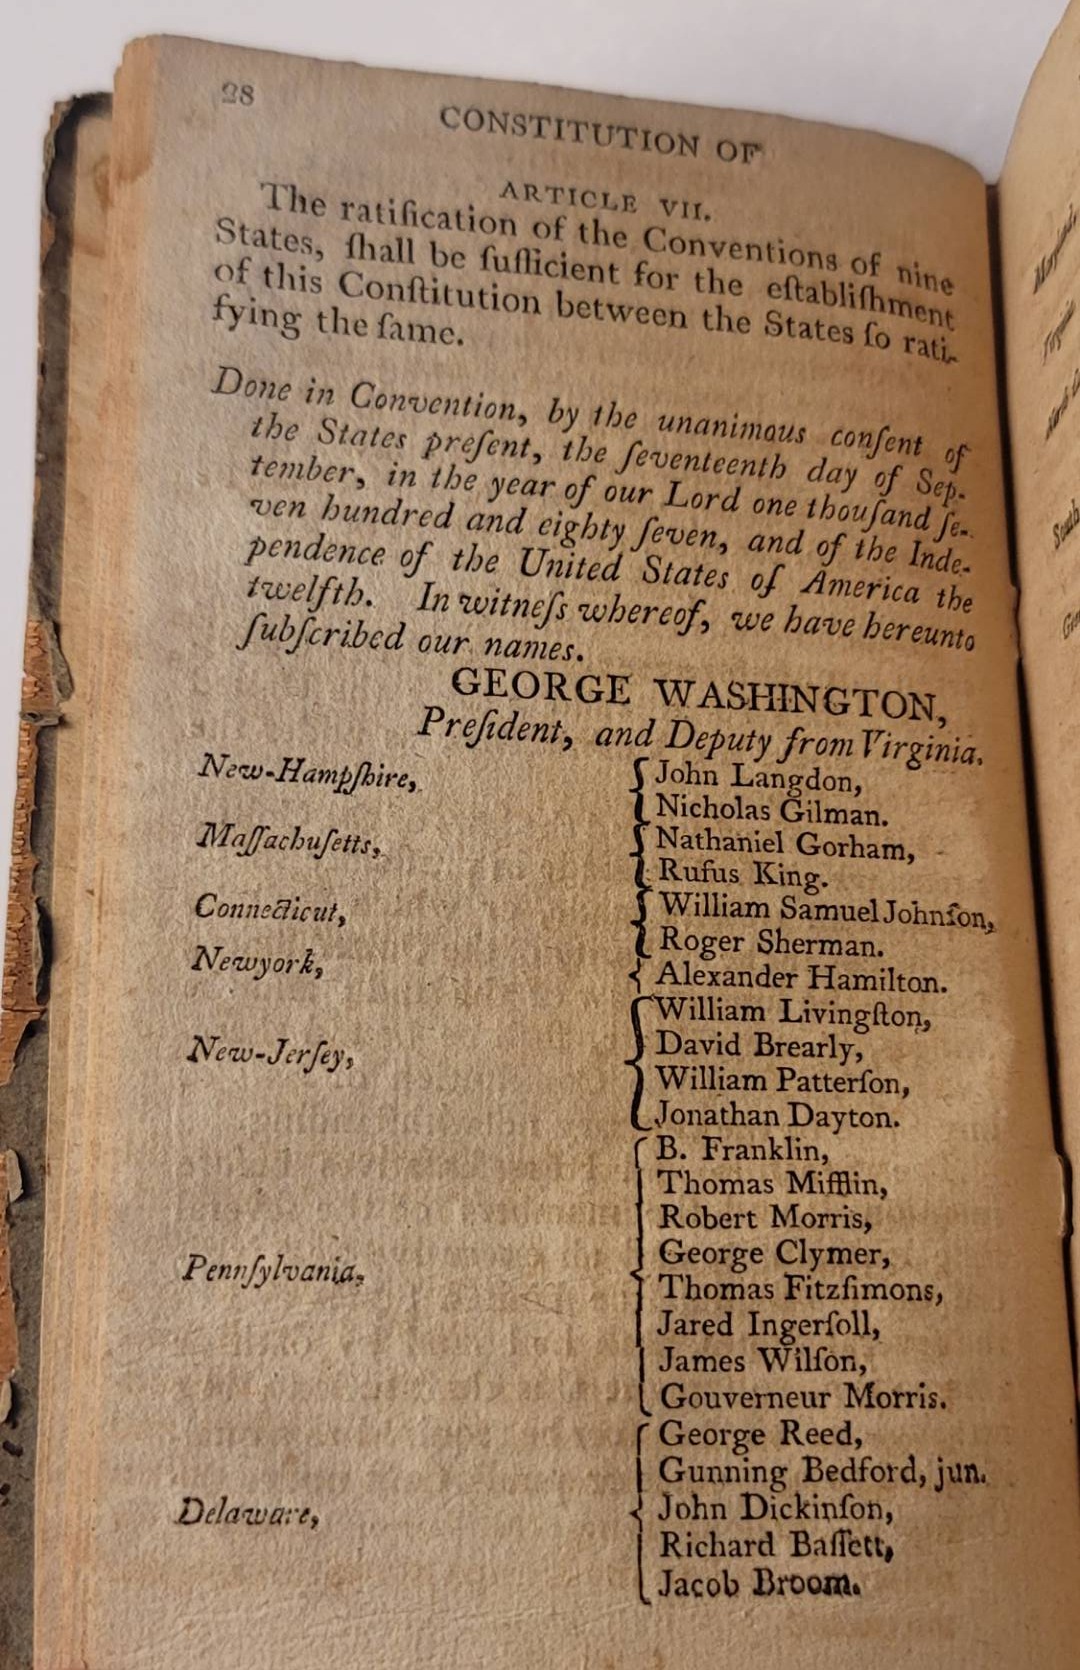 28
CONSTITUTION OF
ARTICLE VII.
The ratification of the Conventions of nine
States, ſhall be ſufficient for the eſtabliſhment
of this Conſtitution between the States ſo rati-
fying the ſame.
Done in Convention, by the unanimous conſent of
the States preſent, the ſeventeenth day of Sep-
tember, in the year of our Lord one thouſand ſe-
ven hundred and eighty ſeven, and of the Inde-
pendence of the United States of America the
twelfth. In witneſs whereof, we have hereunto
ſubſcribed our names.
GEORGE WASHINGTON,
Preſident, and Deputy from Virginia.
New-Hampſhire, { John Langdon,
Nicholas Gilman.
Maſſachuſetts, { Nathaniel Gorham,
Rufus King.
Connecticut, { William Samuel Johnſon,
Roger Sherman.
Newyork, { Alexander Hamilton.
New-Jerſey, { William Livingſton,
David Brearly,
William Patterſon,
Jonathan Dayton.
Pennſylvania, { B. Franklin,
Thomas Mifflin,
Robert Morris,
George Clymer,
Thomas Fitzſimons,
Jared Ingerſoll,
James Wilſon,
Gouverneur Morris.
Delaware, { George Reed,
Gunning Bedford, jun.
John Dickinſon,
Richard Baſſett,
Jacob Broom.
Maryland,
Virginia
South